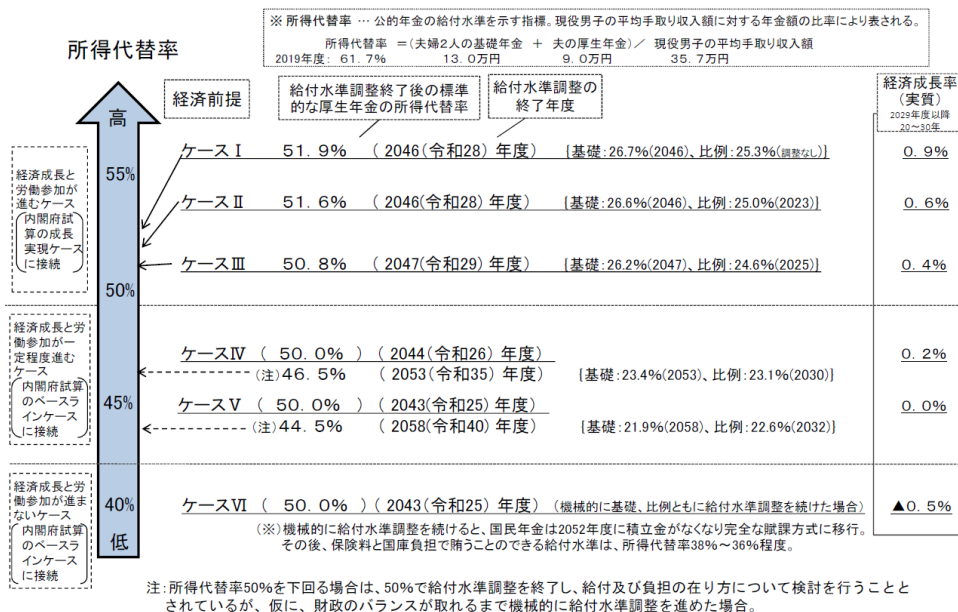 ※ 所得代替率 … 公的年金の給付水準を示す指標。現役男子の平均手取り収入額に対する年金額の比率により表される。
所得代替率 ＝(夫婦2人の基礎年金 ＋ 夫の厚生年金)／ 現役男子の平均手取り収入額
2019年度： 61.7% 13.0万円 9.0万円 35.7万円
所得代替率
経済前提
給付水準調整終了後の標準
的な厚生年金の所得代替率
給付水準調整の
終了年度
経済成長率
(実質)
2029年度以降
20～30年
高
55%
50%
45%
40%
低
経済成長と
労働参加が
進むケース
内閣府試
算の成長
実現ケース
に接続
ケースⅠ 51.9% ( 2046(令和28) 年度) {基礎：26.7%(2046)、比例：25.3%(調整なし)} 0.9%
ケースⅡ 51.6% ( 2046(令和28) 年度) {基礎：26.6%(2046)、比例：25.0%(2023)} 0.6%
ケースⅢ 50.8% ( 2047(令和29) 年度) {基礎：26.2%(2047)、比例：24.6%(2025)} 0.4%
経済成長と労
働参加が一
定程度進む
ケース
内閣府試算
のベースラ
インケース
に接続
ケースⅣ ( 50.0% ) ( 2044(令和26) 年度) 0.2%
(注)46.5% ( 2053(令和35) 年度) {基礎：23.4%(2053)、比例：23.1%(2030)}
ケースⅤ ( 50.0% ) ( 2043(令和25) 年度) 0.0%
(注)44.5% ( 2058(令和40) 年度) {基礎：21.9%(2058)、比例：22.6%(2032)}
経済成長と労
働参加が進ま
ないケース
内閣府試算
のベースラ
インケース
に接続
ケースⅥ ( 50.0% ) ( 2043(令和25) 年度) (機械的に基礎、比例ともに給付水準調整を続けた場合) ▲0.5%
(※)機械的に給付水準調整を続けると、国民年金は2052年度に積立金がなくなり完全な賦課方式に移行。
その後、保険料と国庫負担で賄うことのできる給付水準は、所得代替率38%～36%程度。
注：所得代替率50%を下回る場合は、50%で給付水準調整を終了し、給付及び負担の在り方について検討を行うことと
されているが、仮に、財政のバランスが取れるまで機械的に給付水準調整を進めた場合。